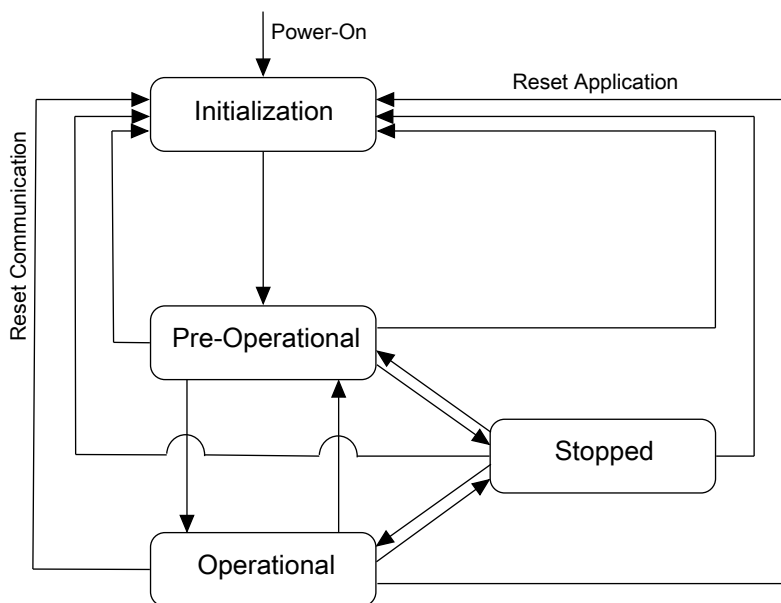 Power-On
Reset Application
Initialization
Reset Communication
Pre-Operational
Stopped
Operational